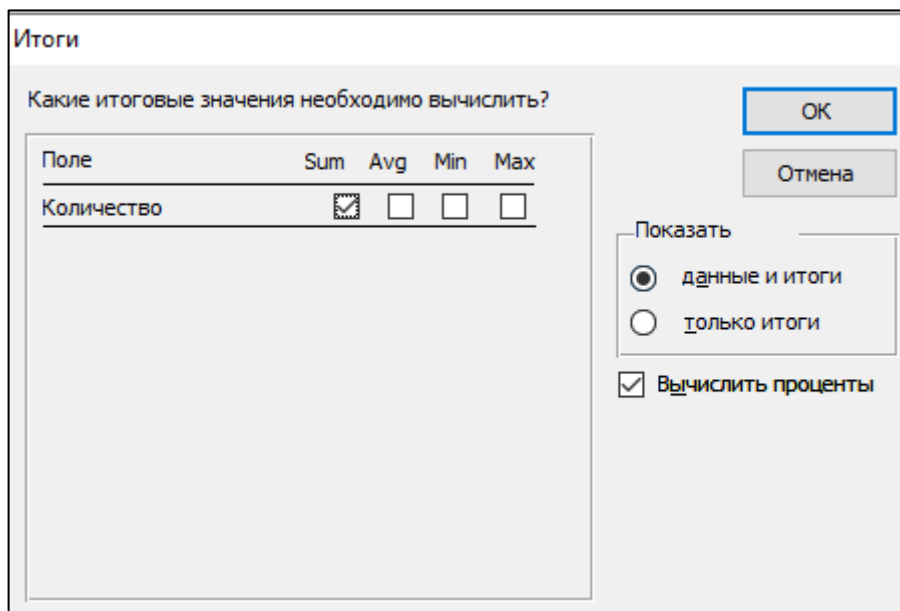 Итоги
Какие итоговые значения необходимо вычислить?
OK
Отмена
Поле Sum Avg Min Max
Количество
Показать
данные и итоги
только итоги
Вычислить проценты